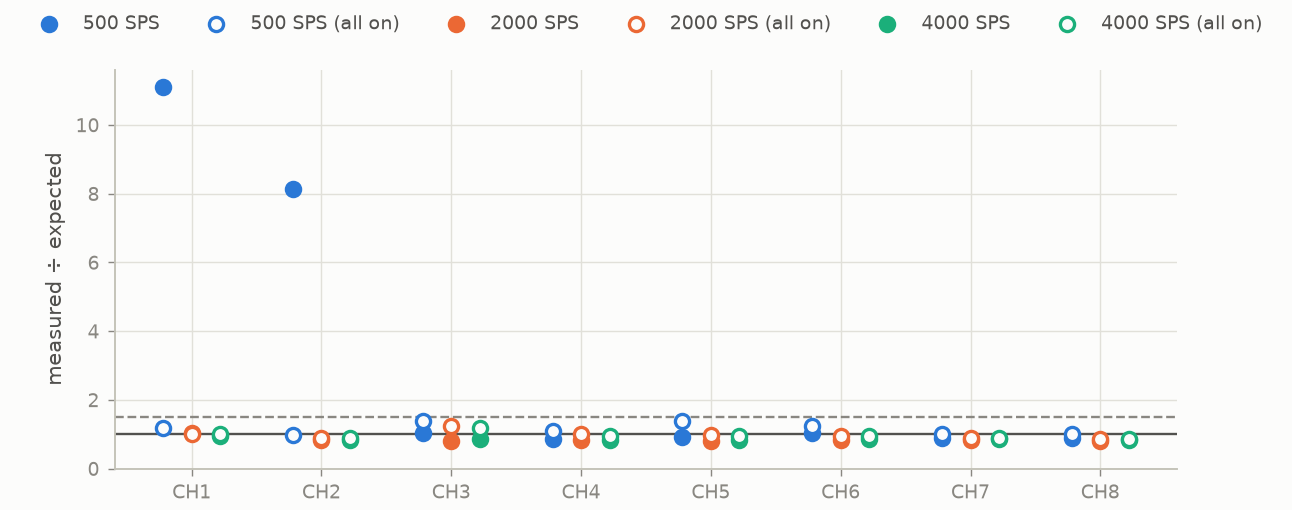 500 SPS 500 SPS (all on) 2000 SPS 2000 SPS (all on) 4000 SPS 4000 SPS (all on)
measured ÷ expected
10
8
6
4
2
0
CH1 CH2 CH3 CH4 CH5 CH6 CH7 CH8